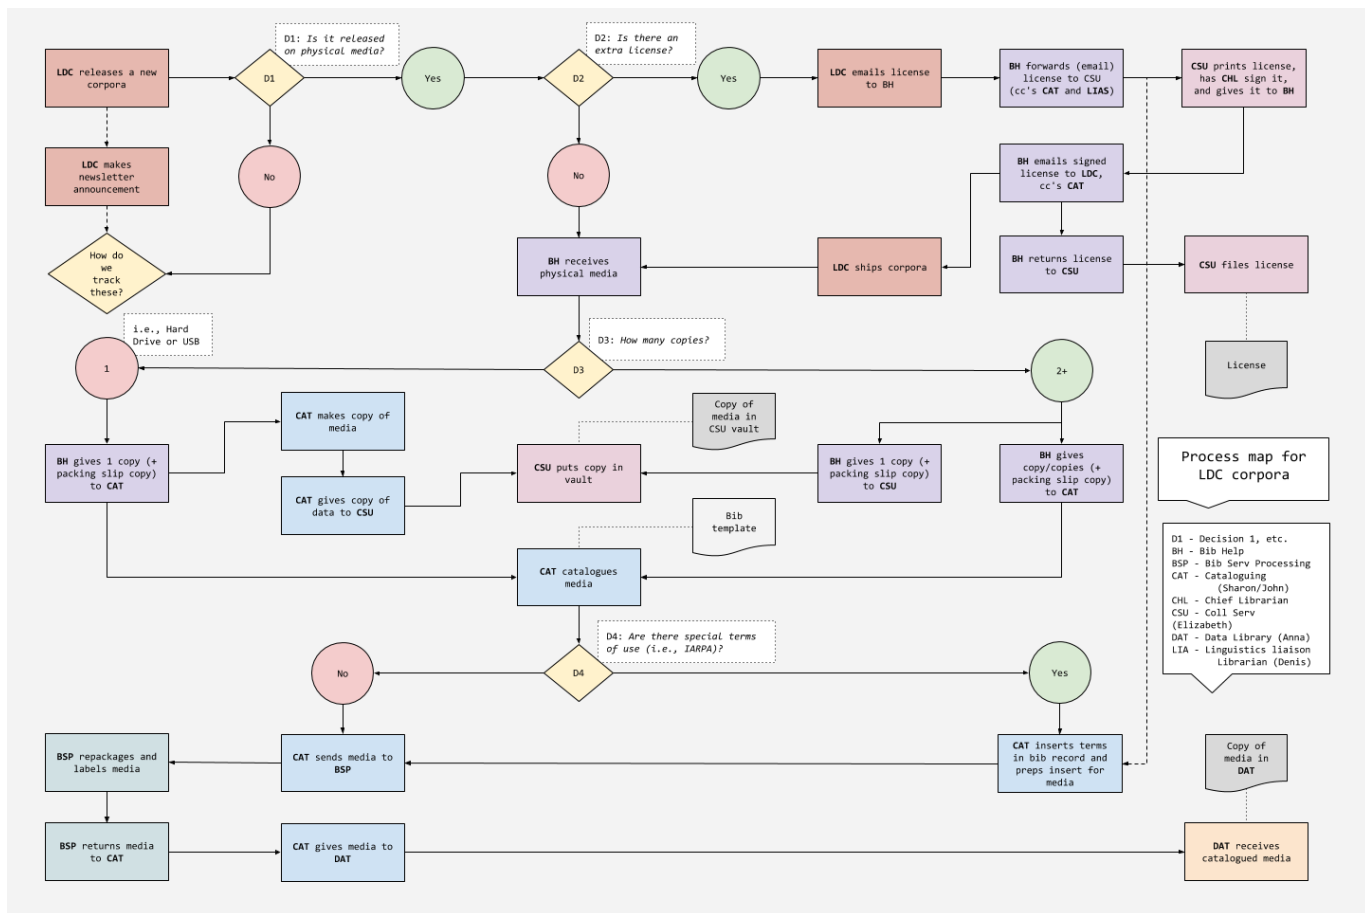 D1: Is it released
on physical media?
D2: Is there an
extra license?
LDC releases a new
corpora
D1
Yes
D2
Yes
LDC emails license
to BH
BH forwards (email)
license to CSU
(cc's CAT and LIAS)
CSU prints license,
has CHL sign it,
and gives it to BH
LDC makes
newsletter
announcement
No
No
BH emails signed
license to LDC,
cc's CAT
How do
we
track
these?
BH receives
physical media
LDC ships corpora
BH returns license
to CSU
CSU files license
i.e., Hard
Drive or USB
D3: How many copies?
1
D3
2+
License
CAT makes copy of
media
Copy of
media in
CSU vault
BH gives 1 copy (+
packing slip copy)
to CAT
CAT gives copy of
data to CSU
CSU puts copy in
vault
BH gives 1 copy (+
packing slip copy)
to CSU
BH gives
copy/copies (+
packing slip copy)
to CAT
Process map for
LDC corpora
Bib
template
CAT catalogues
media
D1 - Decision 1, etc.
BH - Bib Help
BSP - Bib Serv Processing
CAT - Cataloguing
(Sharon/John)
CHL - Chief Librarian
CSU - Coll Serv
(Elizabeth)
DAT - Data Library (Anna)
LIA - Linguistics liaison
Librarian (Denis)
D4: Are there special terms
of use (i.e., IARPA)?
No
D4
Yes
BSP repackages and
labels media
CAT sends media to
BSP
CAT inserts terms
in bib record and
preps insert for
media
Copy of
media in
DAT
BSP returns media
to CAT
CAT gives media to
DAT
DAT receives
catalogued media